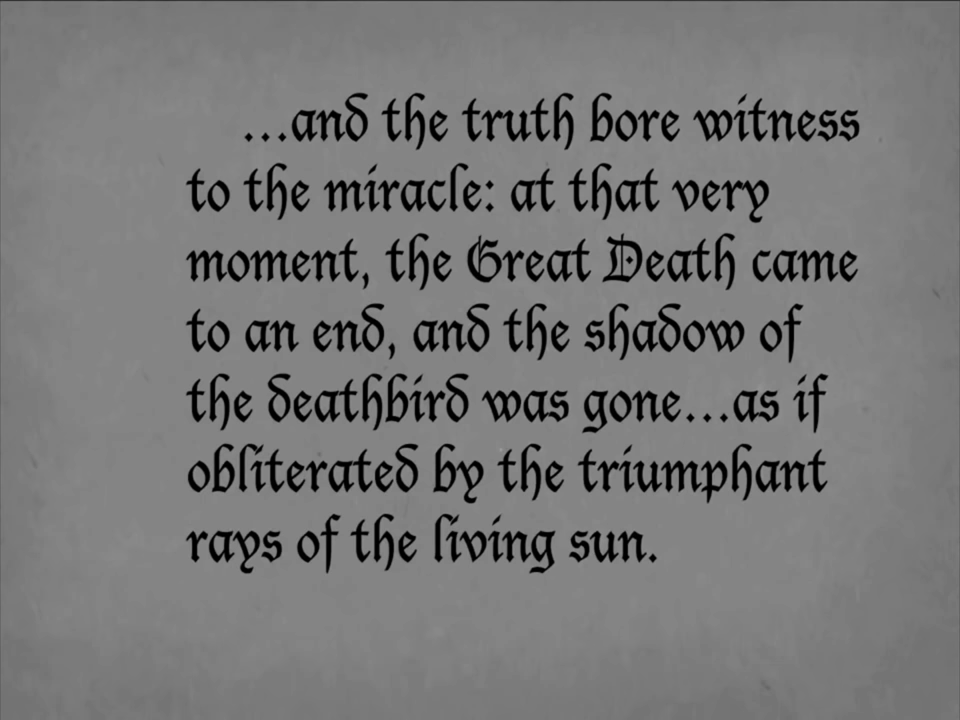 ...and the truth bore witness
to the miracle: at that very
moment, the Great Death came
to an end, and the shadow of
the deathbird was gone...as if
obliterated by the triumphant
rays of the living sun.